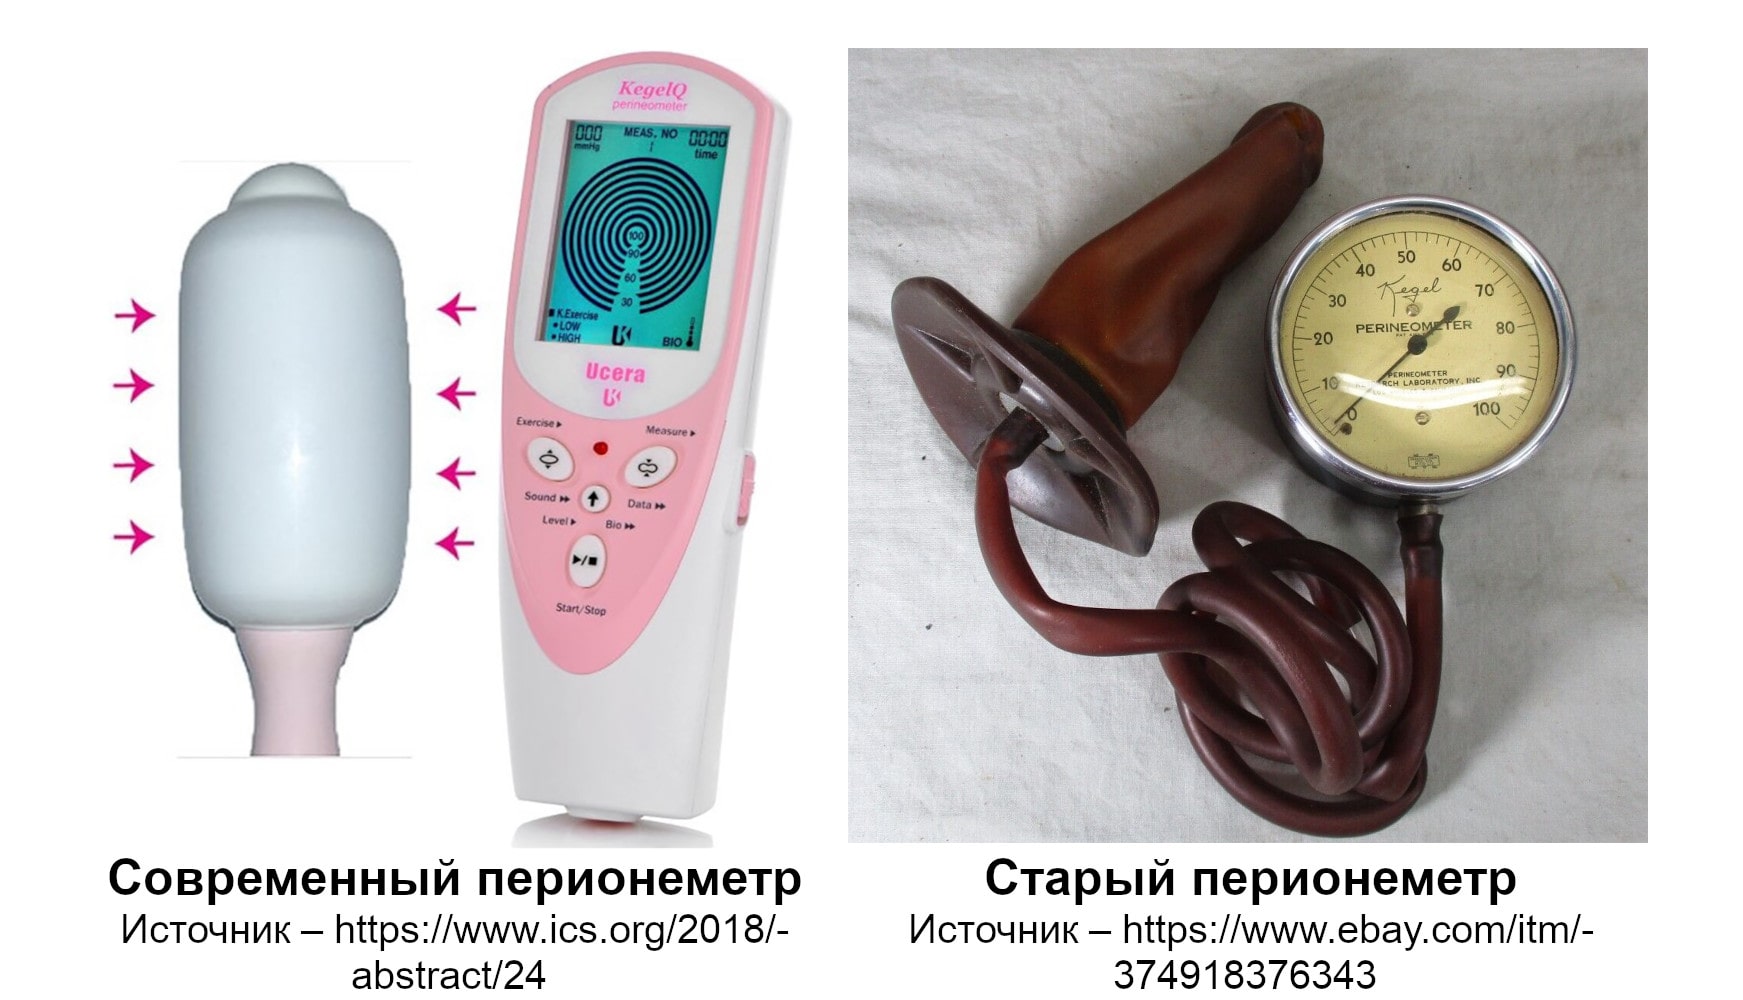 KegelQ
perineometer
000
mmHg
MEAS. NO
1
00:00
time
100
90
60
30
K.Exercise
LOW
HIGH
BIO
Ucera
Exercise
Measure
Sound
Data
Level
Bio
Start/Stop
0
10
20
30
40
50
60
70
80
90
100
Kegel
PERINEOMETER
PERINEOMETER
LABORATORY, INC
Современный перионеметр
Источник – https://www.ics.org/2018/-
abstract/24
Старый перионеметр
Источник – https://www.ebay.com/itm/-
374918376343